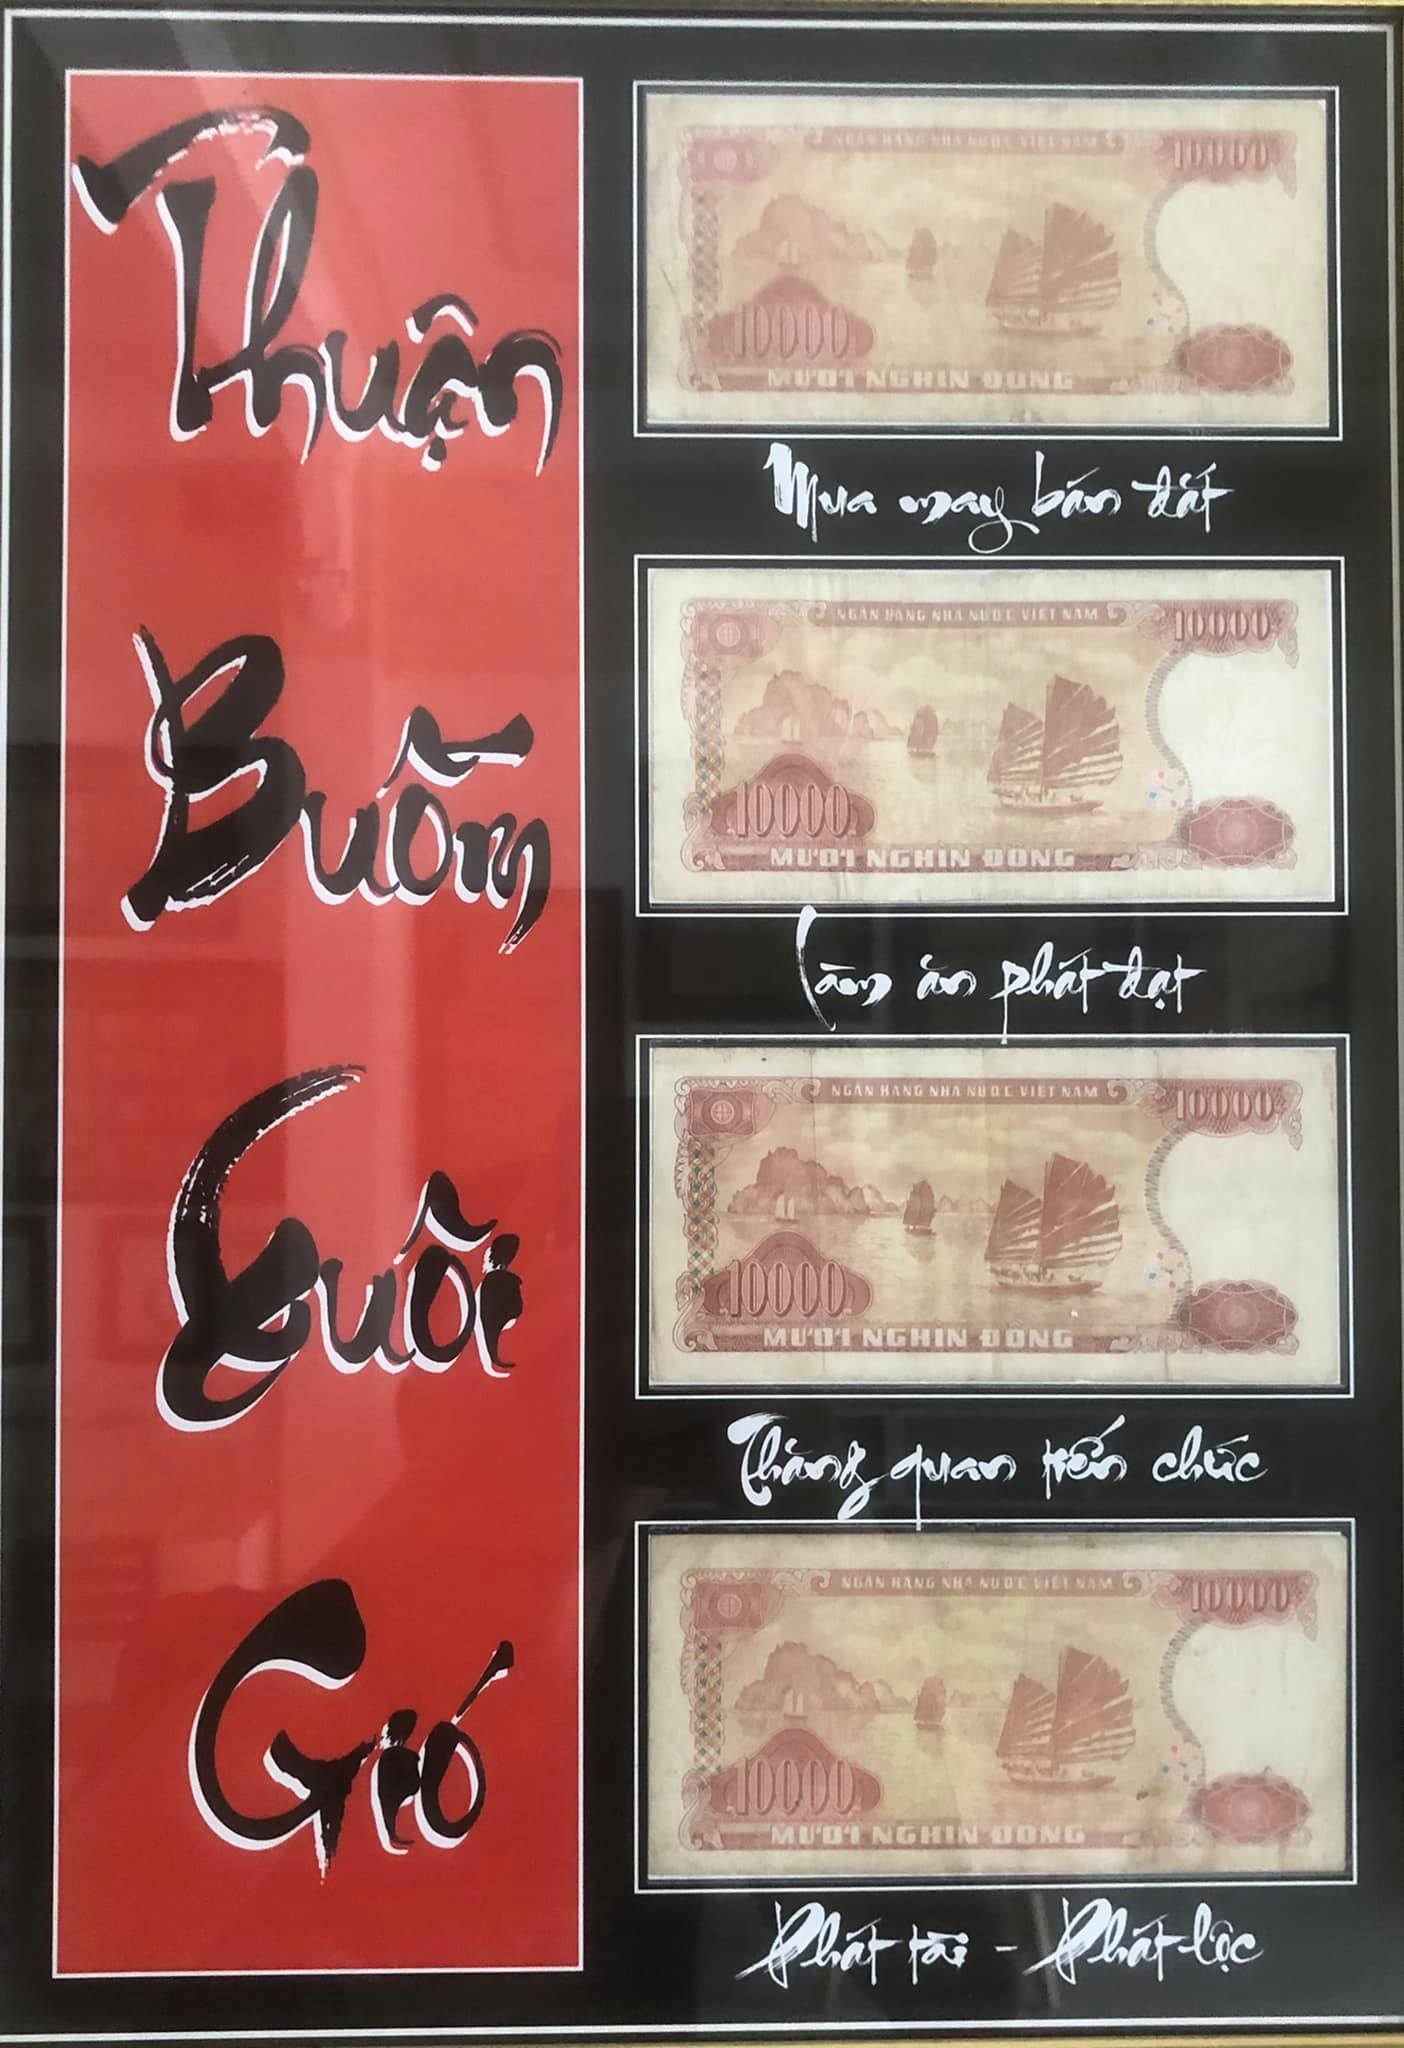 Thuận
Buồm
Xuôi
Gió
NGÂN HÀNG NHÀ NƯỚC VIỆT NAM
10000
10000
MƯỜI NGHÌN ĐỒNG
Mua may bán đắt
NGÂN HÀNG NHÀ NƯỚC VIỆT NAM
10000
10000
MƯỜI NGHÌN ĐỒNG
Làm ăn phát đạt
NGÂN HÀNG NHÀ NƯỚC VIỆT NAM
10000
10000
MƯỜI NGHÌN ĐỒNG
Thăng quan tiến chức
NGÂN HÀNG NHÀ NƯỚC VIỆT NAM
10000
10000
MƯỜI NGHÌN ĐỒNG
Phát tài - Phát lộc